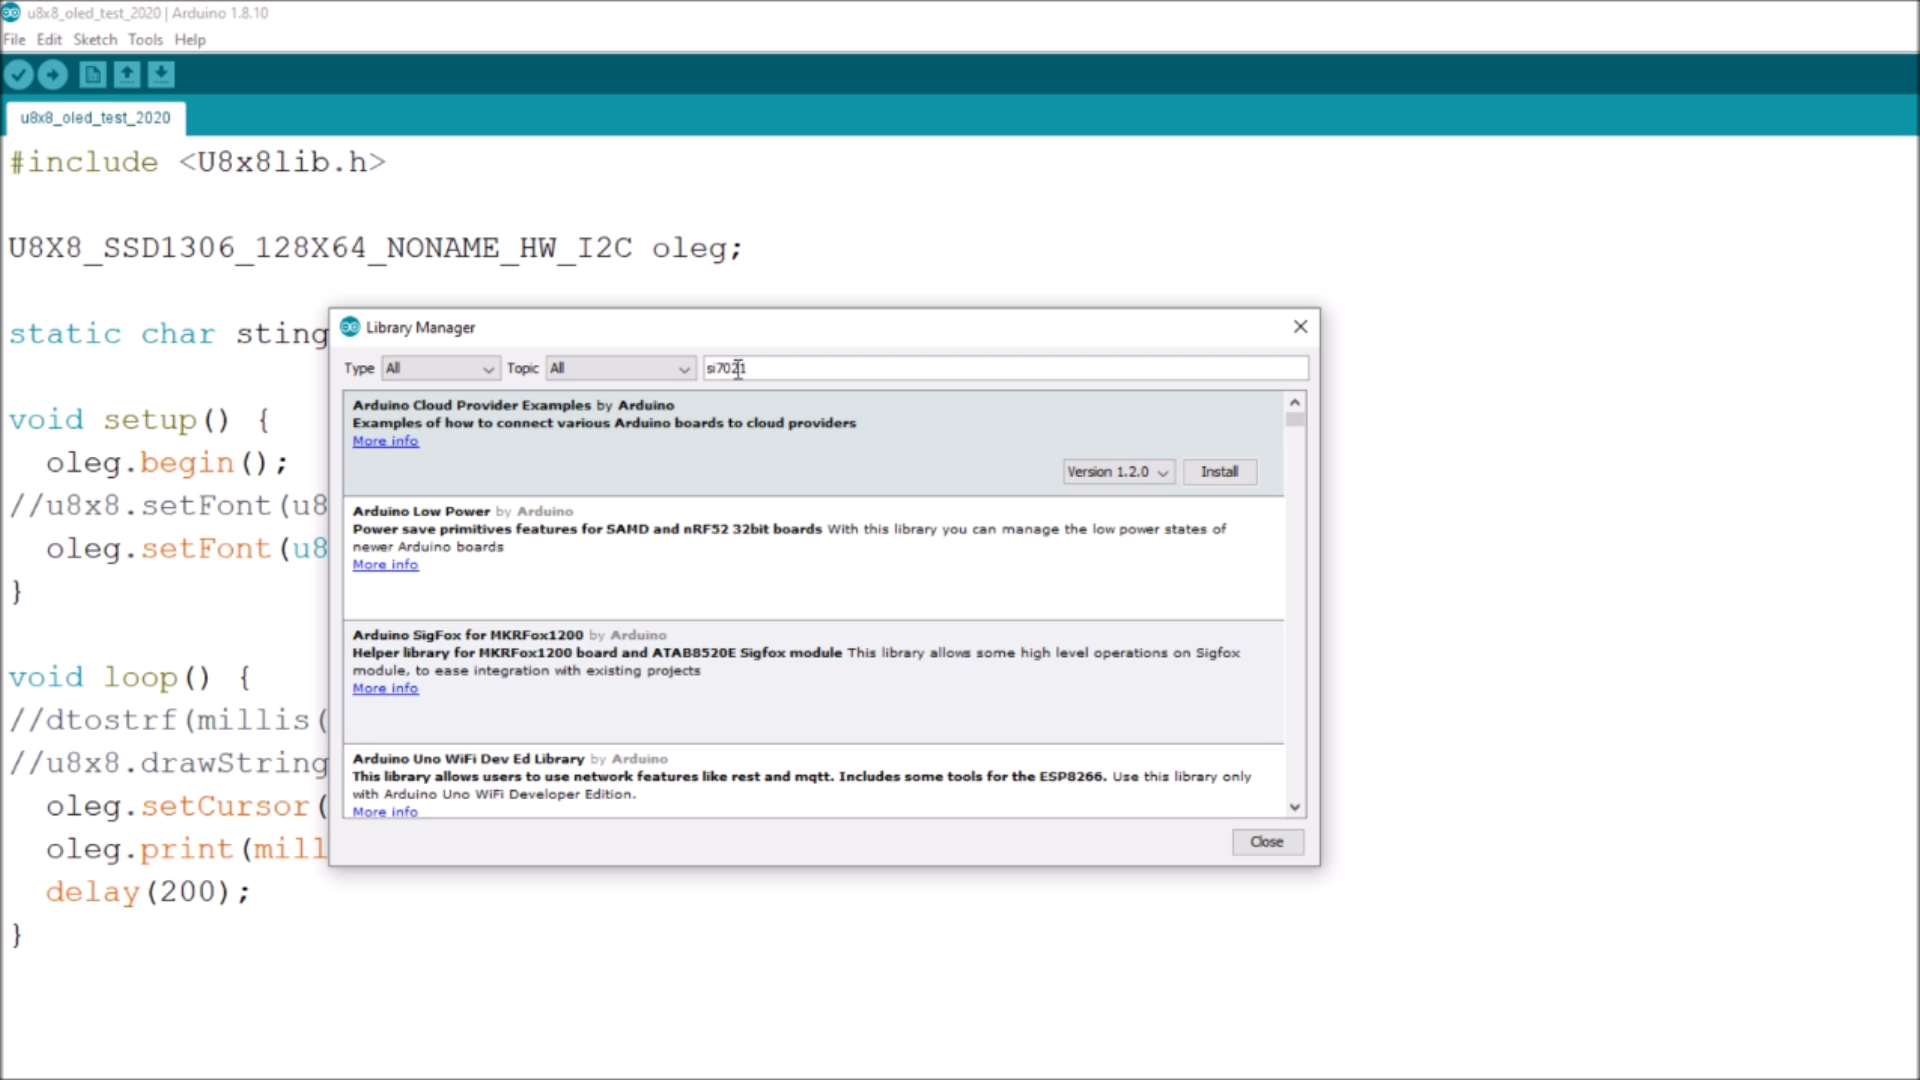 u8x8_oled_test_2020 | Arduino 1.8.10
File Edit Sketch Tools Help
u8x8_oled_test_2020
#include <U8x8lib.h>
U8X8_SSD1306_128X64_NONAME_HW_I2C oleg;
static char sting
void setup() {
oleg.begin();
//u8x8.setFont(u8
oleg.setFont(u8
}
void loop() {
//dtostrf(millis(
//u8x8.drawString
oleg.setCursor(
oleg.print(mill
delay(200);
}
Library Manager
Type All Topic All si7021
Arduino Cloud Provider Examples by Arduino
Examples of how to connect various Arduino boards to cloud providers
More info
Version 1.2.0 Install
Arduino Low Power by Arduino
Power save primitives features for SAMD and nRF52 32bit boards With this library you can manage the low power states of
newer Arduino boards
More info
Arduino SigFox for MKRFox1200 by Arduino
Helper library for MKRFox1200 board and ATAB8520E Sigfox module This library allows some high level operations on Sigfox
module, to ease integration with existing projects
More info
Arduino Uno WiFi Dev Ed Library by Arduino
This library allows users to use network features like rest and mqtt. Includes some tools for the ESP8266. Use this library only
with Arduino Uno WiFi Developer Edition.
More info
Close